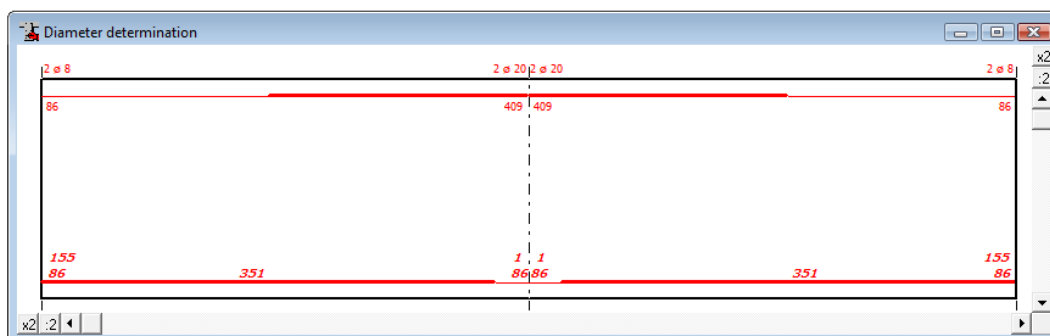 Diameter determination
x2
:2
2 ø 8 2 ø 20 2 ø 20 2 ø 8
86 409 409 86
155 1 1 155
86 351 86 86 351 86
x2 :2